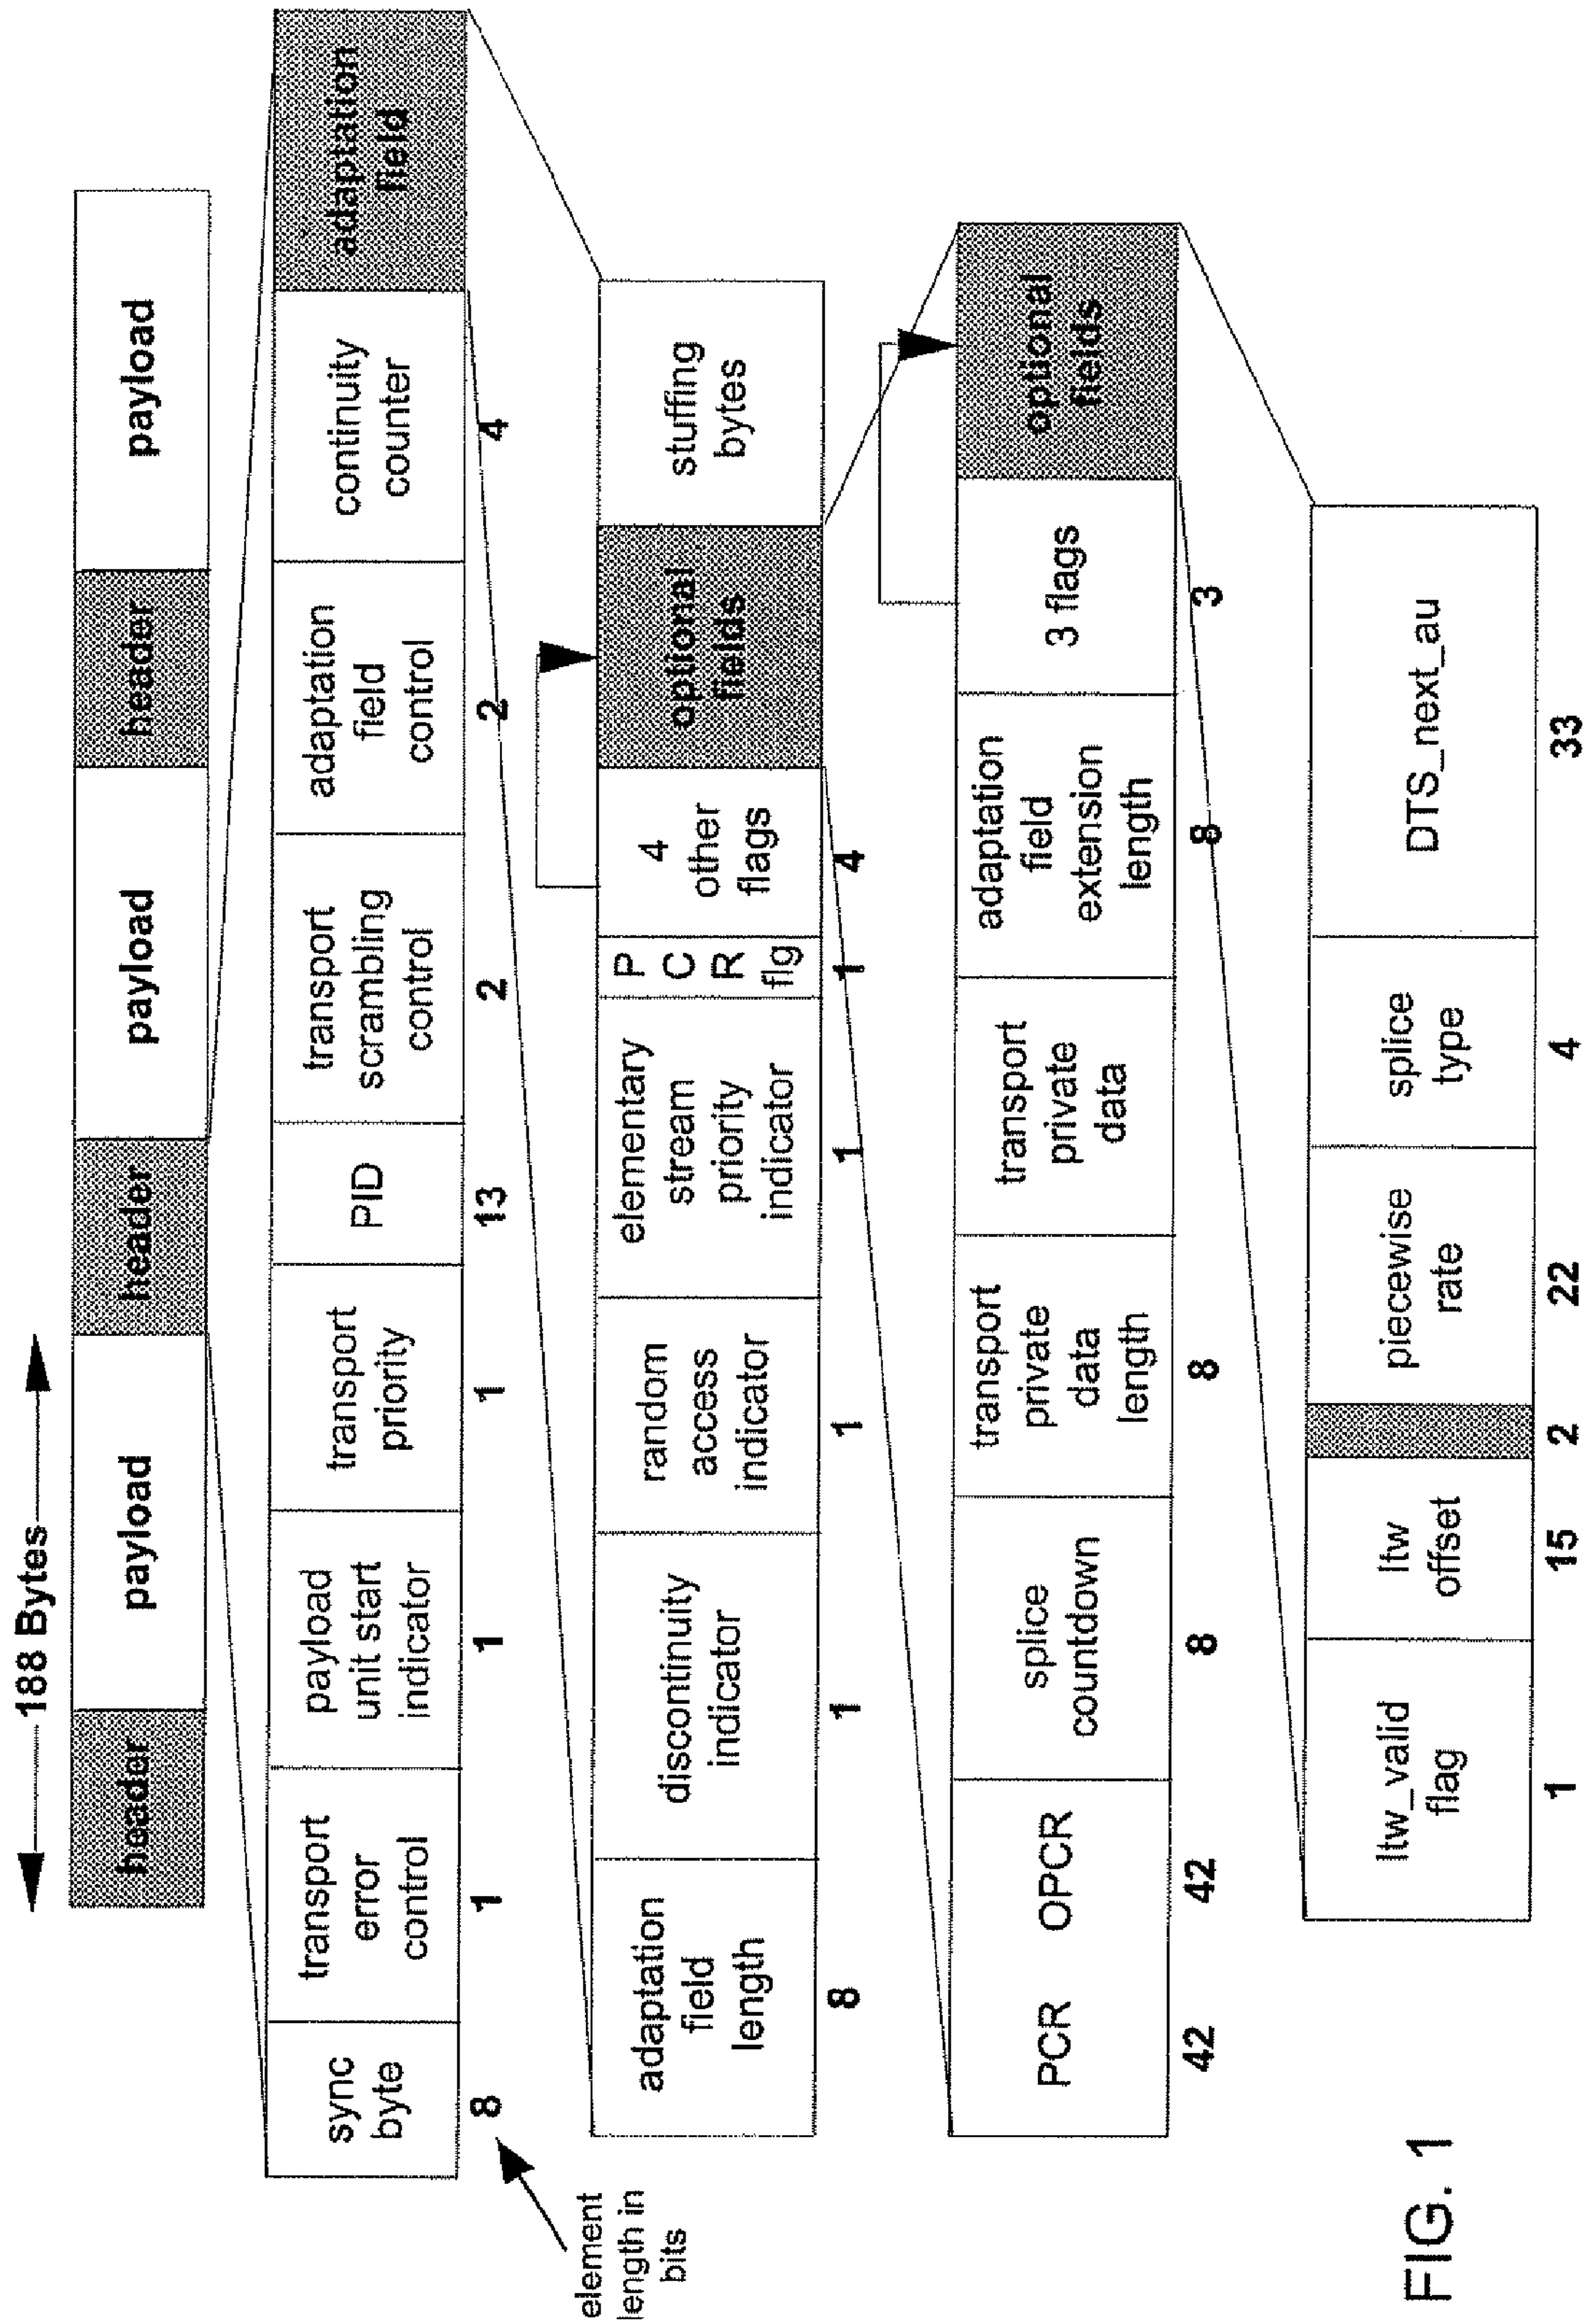 188 Bytes
header
payload
header
payload
header
payload
sync
byte
transport
error
control
payload
unit start
indicator
transport
priority
PID
transport
scrambling
control
adaptation
field
control
continuity
counter
adaptation
field
8
1
1
1
13
2
2
4
element
length in
bits
adaptation
field
length
discontinuity
indicator
random
access
indicator
elementary
stream
priority
indicator
P
C
R
flg
4
other
flags
optional
fields
stuffing
bytes
8
1
1
1
1
4
PCR OPCR
splice
countdown
transport
private
data
length
transport
private
data
adaptation
field
extension
length
3 flags
optional
fields
42 42 8 8 8 3
ltw_valid
flag
ltw
offset
piecewise
rate
splice
type
DTS_next_au
1 15 2 22 4 33
FIG. 1